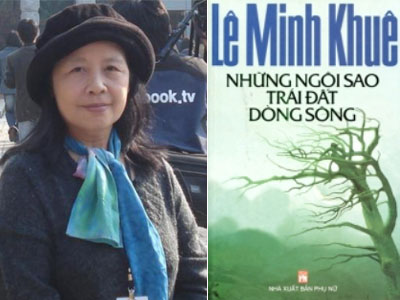 book.tv
Lê Minh Khuê
NHỮNG NGÔI SAO
TRÁI ĐẤT
DÒNG SÔNG
NHÀ XUẤT BẢN PHỤ NỮ